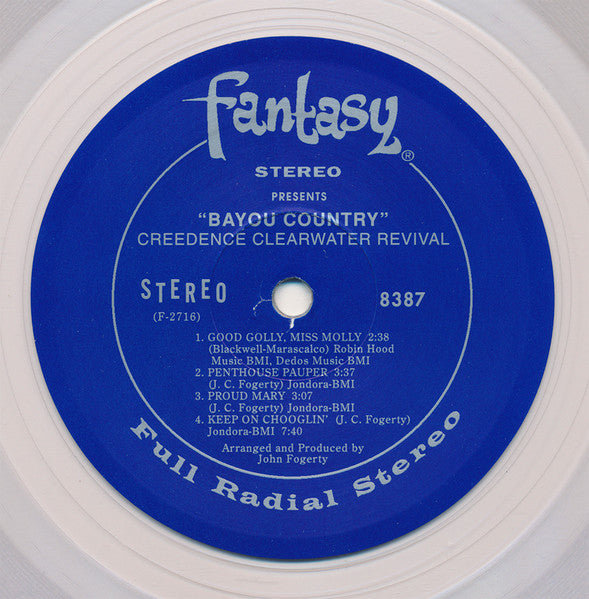 fantasy®
STEREO
PRESENTS
“BAYOU COUNTRY”
CREEDENCE CLEARWATER REVIVAL
STEREO
(F-2716)
8387
1. GOOD GOLLY, MISS MOLLY 2:38
(Blackwell-Marascalco) Robin Hood
Music BMI, Dedos Music BMI
2. PENTHOUSE PAUPER 3:37
(J. C. Fogerty) Jondora-BMI
3. PROUD MARY 3:07
(J. C. Fogerty) Jondora-BMI
4. KEEP ON CHOOGLIN’ (J. C. Fogerty)
Jondora-BMI 7:40
Arranged and Produced by
John Fogerty
Full Radial Stereo